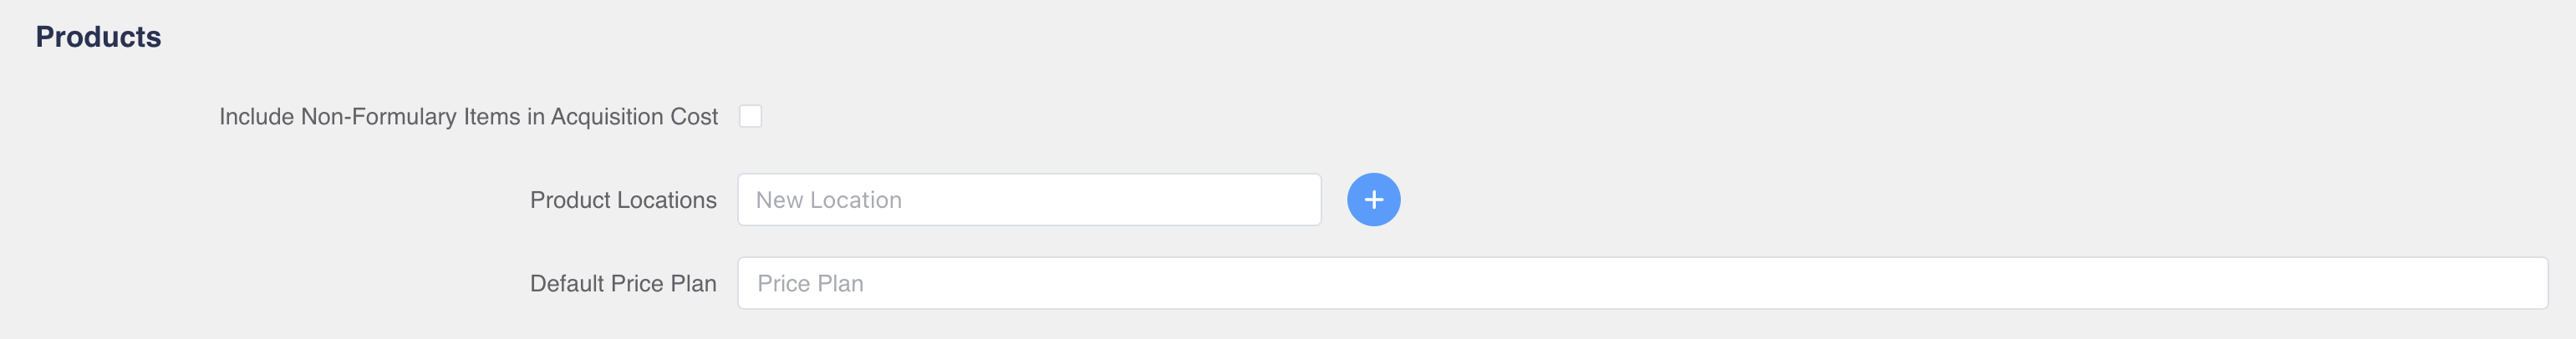 Products
Include Non-Formulary Items in Acquisition Cost
Product Locations New Location
Default Price Plan Price Plan